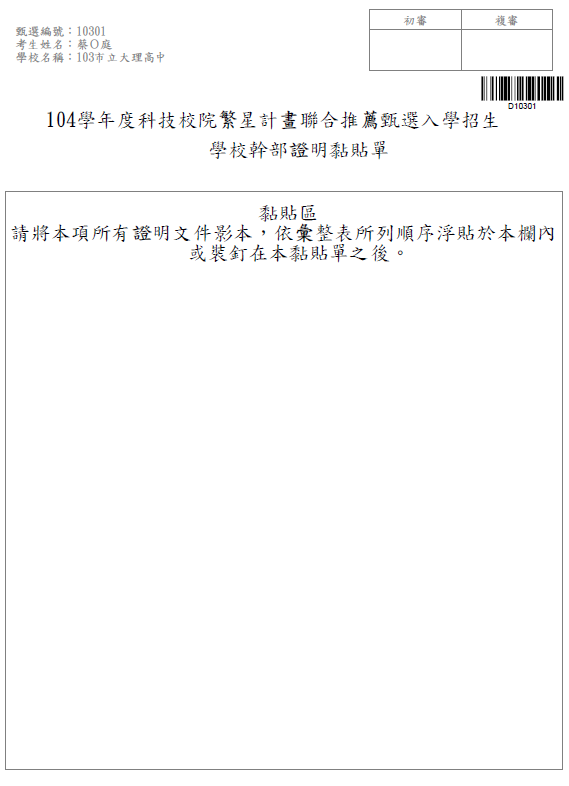 甄選編號：10301
考生姓名：蔡○庭
學校名稱：103市立大理高中
初審
複審
D10301
104學年度科技校院繁星計畫聯合推薦甄選入學招生
學校幹部證明黏貼單
黏貼區
請將本項所有證明文件影本，依彙整表所列順序浮貼於本欄內
或裝釘在本黏貼單之後。